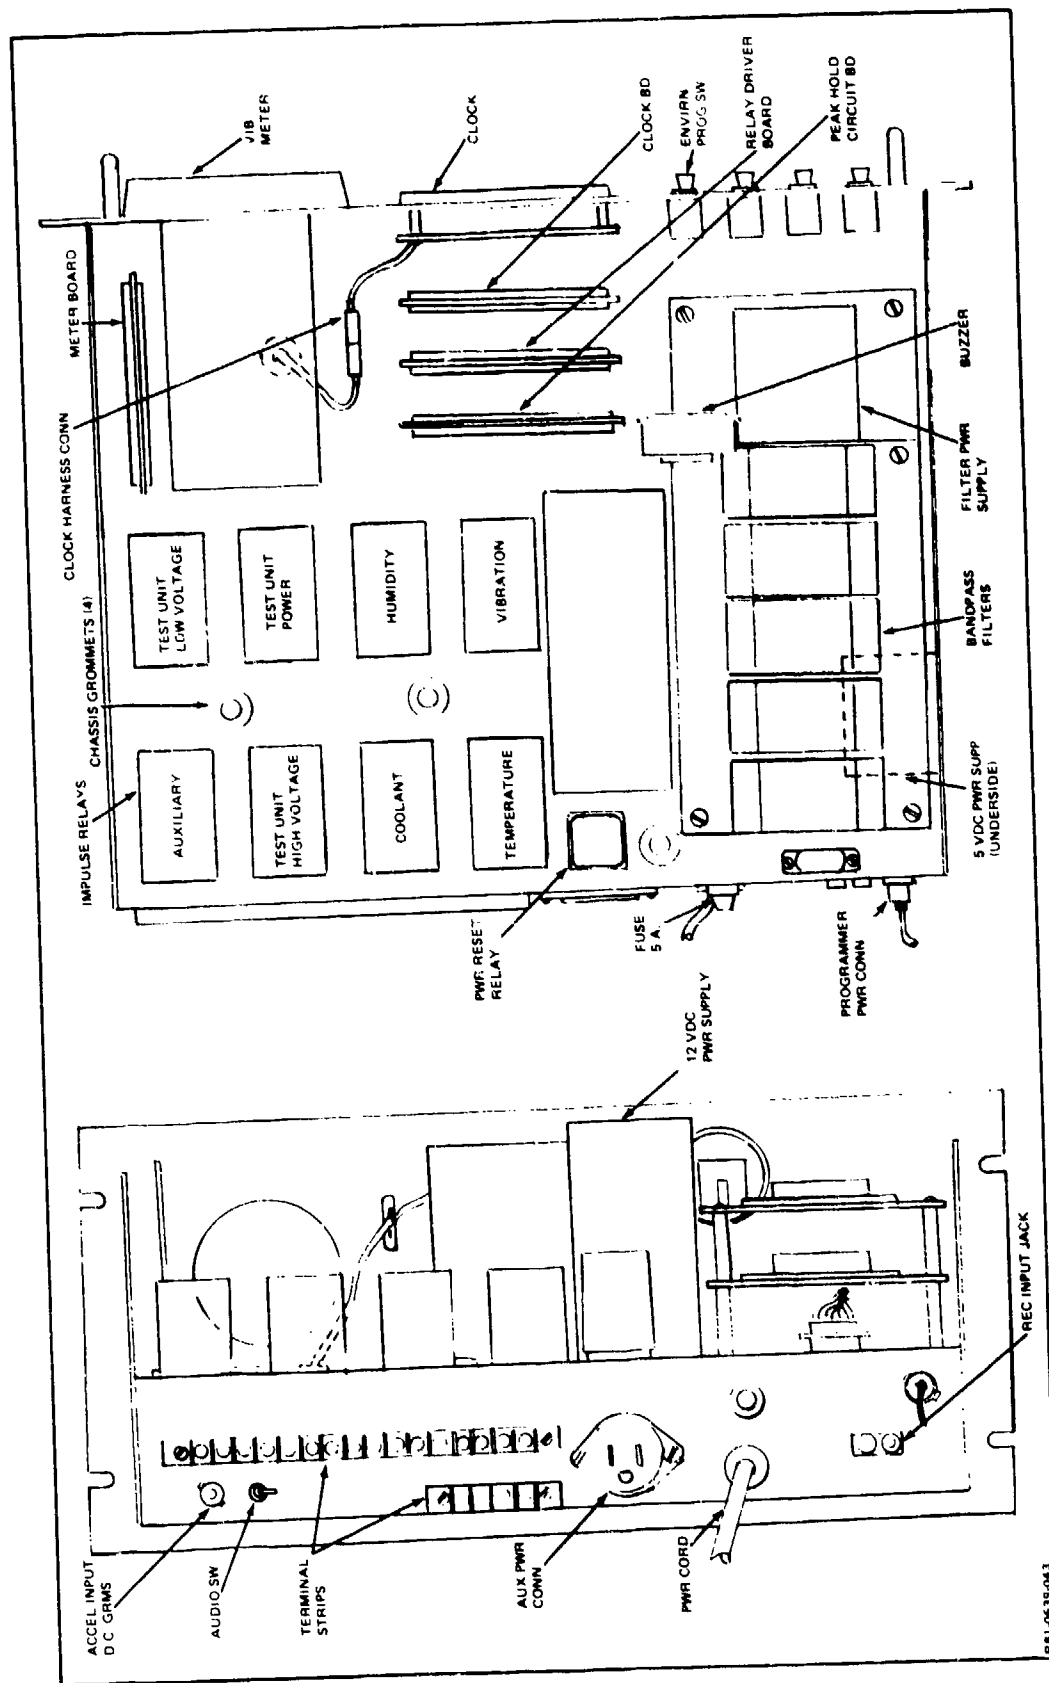 VIB
METER
CLOCK
CLOCK BD
ENVIRN
PROG SW
RELAY DRIVER
BOARD
PEAK HOLD
CIRCUIT BD
METER BOARD
CLOCK HARNESS CONN
CHASSIS GROMMETS (4)
IMPULSE RELAYS
TEST UNIT
LOW VOLTAGE
TEST UNIT
POWER
HUMIDITY
VIBRATION
AUXILIARY
TEST UNIT
HIGH VOLTAGE
COOLANT
TEMPERATURE
BUZZER
FILTER PWR
SUPPLY
BANDPASS
FILTERS
5 VDC PWR SUPP
(UNDERSIDE)
PWR RESET
RELAY
FUSE
5 A.
PROGRAMMER
PWR CONN
12 VDC
PWR SUPPLY
REC INPUT JACK
ACCEL INPUT
D C GRMS
AUDIO SW
TERMINAL
STRIPS
AUX PWR
CONN
PWR CORD
R81-0639-043